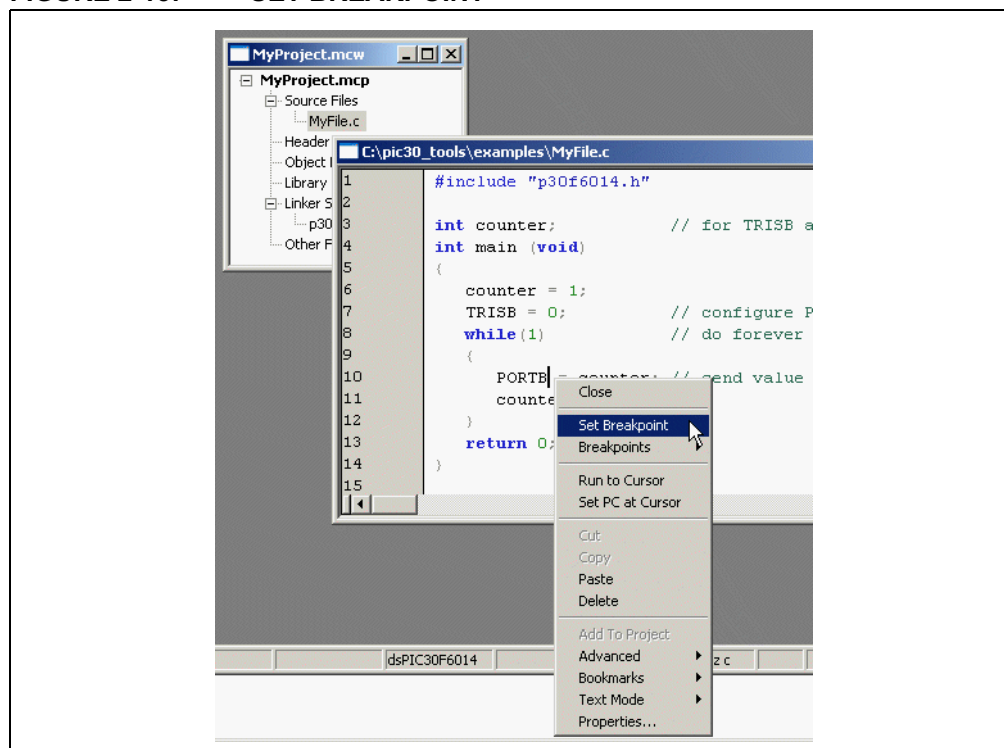 MyProject.mcw
MyProject.mcp
Source Files
MyFile.c
Header
Object
Library
Linker S
p30
Other F
C:\pic30_tools\examples\MyFile.c
1 #include "p30f6014.h"
2
3 int counter; // for TRISB a
4 int main (void)
5 {
6 counter = 1;
7 TRISB = 0; // configure P
8 while(1) // do forever
9 {
10 PORTB = counter; // send value
11 counte
12 }
13 return 0;
14 }
15
Close
Set Breakpoint
Breakpoints
Run to Cursor
Set PC at Cursor
Cut
Copy
Paste
Delete
Add To Project
Advanced
Bookmarks
Text Mode
Properties...
dsPIC30F6014
z c